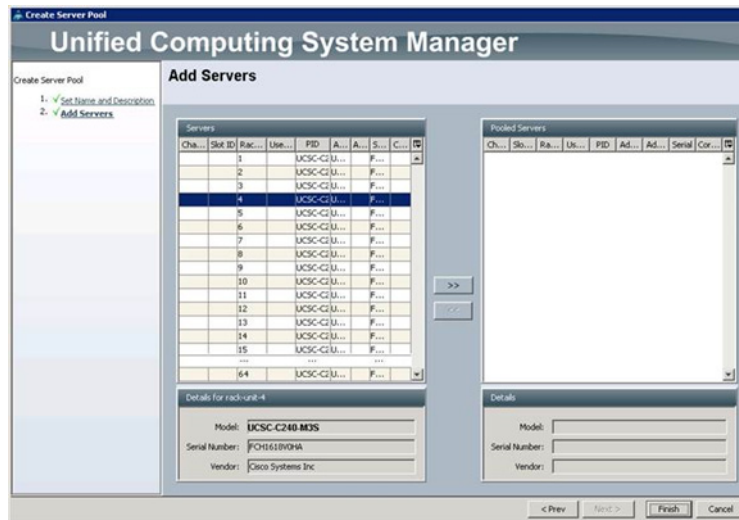 Create Server Pool
Unified Computing System Manager
Create Server Pool
1. √Set Name and Description
2. √Add Servers
Add Servers
Servers
Cha... Slot ID Rac... Use... PID A... A... S... C...
1 UCSC-C2 U... F...
2 UCSC-C2 U... F...
3 UCSC-C2 U... F...
4 UCSC-C2 U... F...
5 UCSC-C2 U... F...
6 UCSC-C2 U... F...
7 UCSC-C2 U... F...
8 UCSC-C2 U... F...
9 UCSC-C2 U... F...
10 UCSC-C2 U... F...
11 UCSC-C2 U... F...
12 UCSC-C2 U... F...
13 UCSC-C2 U... F...
14 UCSC-C2 U... F...
15 UCSC-C2 U... F...
... ... ...
64 UCSC-C2 U... F...
Details for rack-unit-4
Model: UCSC-C240-M3S
Serial Number: FCH1618V0HA
Vendor: Cisco Systems Inc
>>
<<
Pooled Servers
Ch... Slo... Ra... Us... PID Ad... Ad... Serial Cor...
Details
Model:
Serial Number:
Vendor:
< Prev Next > Finish Cancel